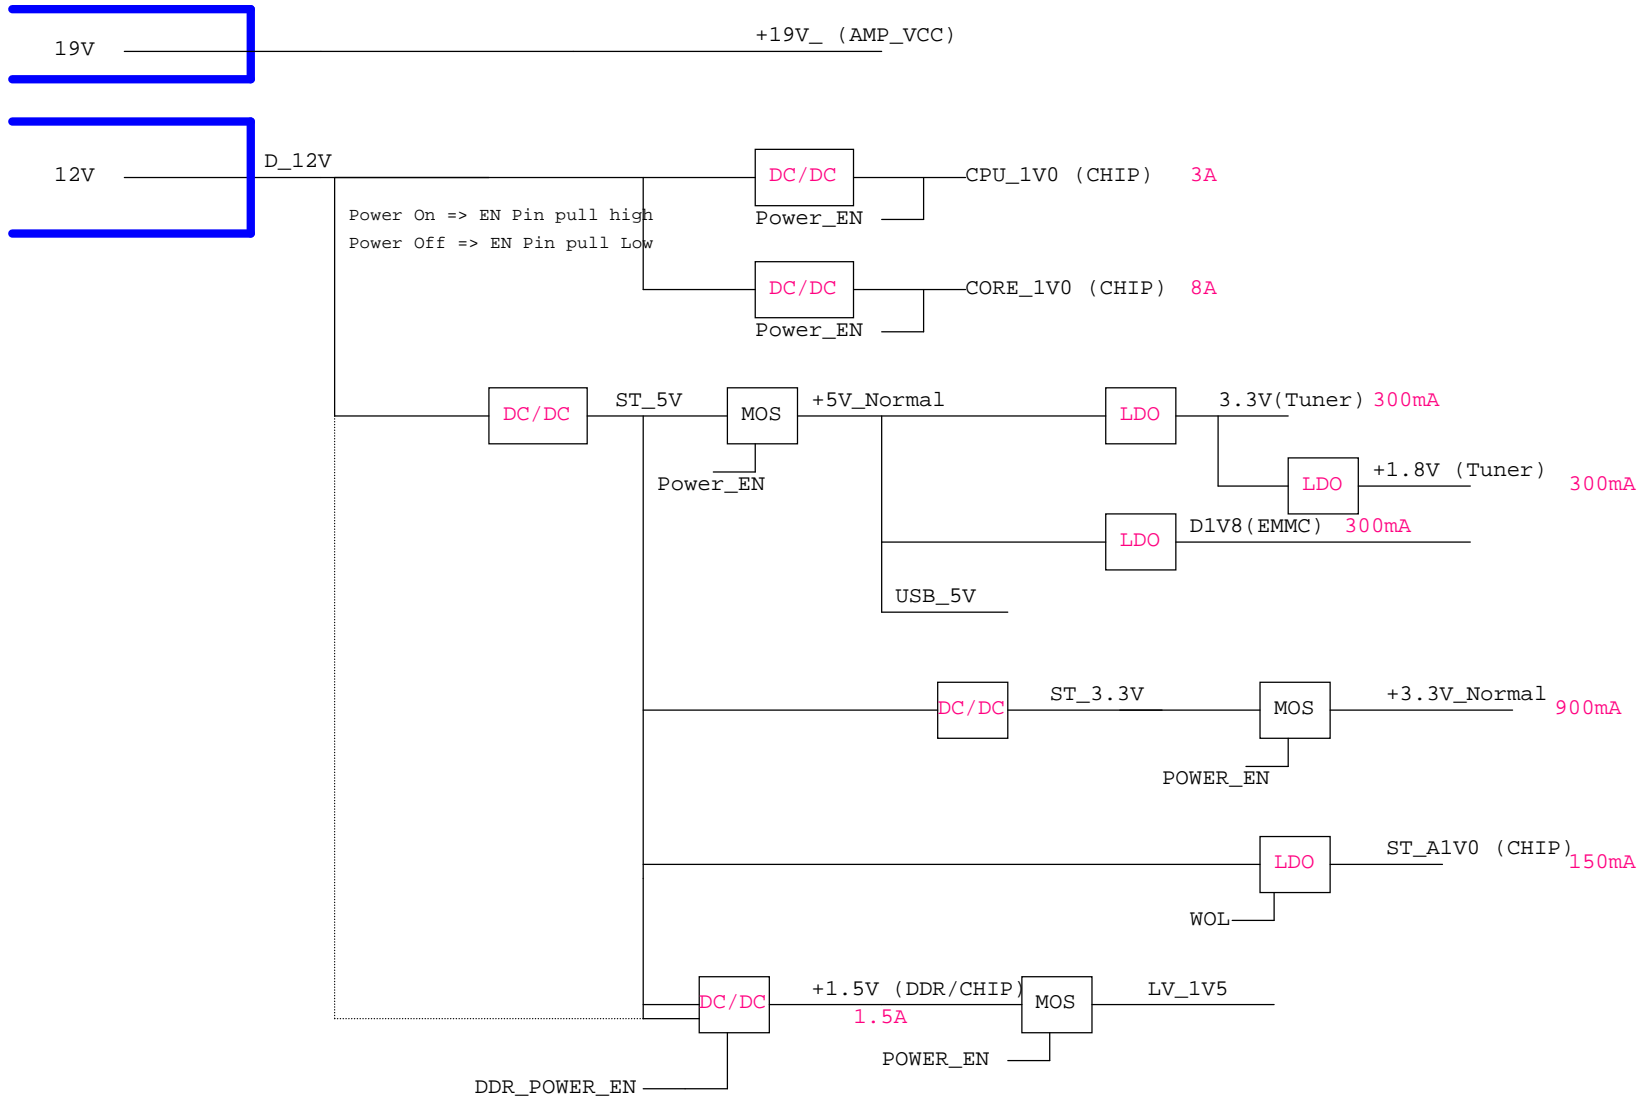 +19V_ (AMP_VCC)
19V
D_12V
12V
DC/DC
CPU_1V0 (CHIP) 3A
Power On => EN Pin pull high
Power_EN
Power Off => EN Pin pull Low
DC/DC
CORE_1V0 (CHIP) 8A
Power_EN
ST_5V
+5V_Normal
3.3V(Tuner) 300mA
DC/DC
MOS
LDO
+1.8V (Tuner)
Power_EN
LDO
300mA
D1V8(EMMC) 300mA
LDO
USB_5V
ST_3.3V
+3.3V_Normal
DC/DC
MOS
900mA
POWER_EN
ST_A1V0 (CHIP)
LDO
150mA
WOL
+1.5V (DDR/CHIP)
LV_1V5
DC/DC
MOS
1.5A
POWER_EN
DDR_POWER_EN